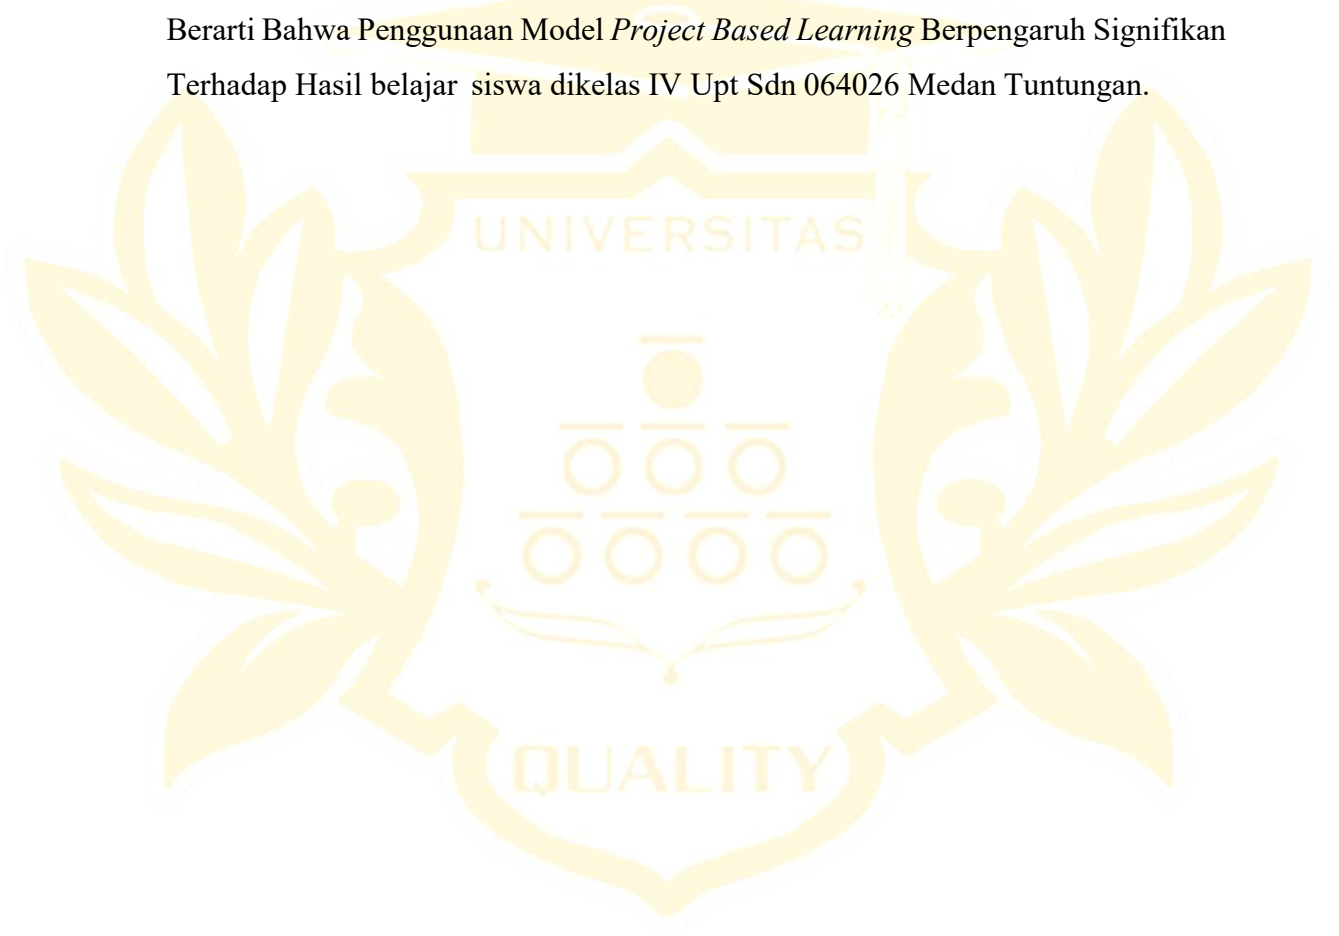 Berarti Bahwa Penggunaan Model Project Based Learning Berpengaruh Signifikan
Terhadap Hasil belajar siswa dikelas IV Upt Sdn 064026 Medan Tuntungan.
UNIVERSITAS
QUALITY